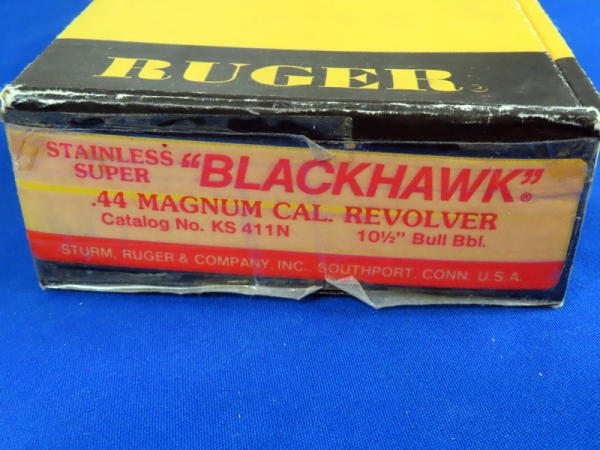 RUGER®
STAINLESS SUPER "BLACKHAWK"®
.44 MAGNUM CAL. REVOLVER
Catalog No. KS 411N 10½" Bull Bbl.
STURM, RUGER & COMPANY, INC., SOUTHPORT, CONN. U.S.A.